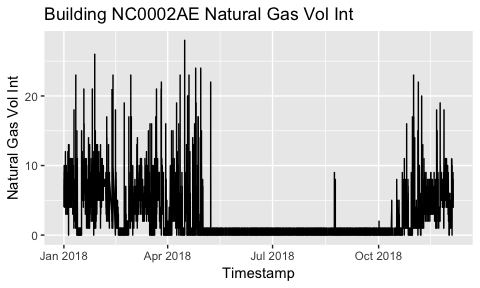 Building NC0002AE Natural Gas Vol Int
Natural Gas Vol Int
20
10
0
Jan 2018
Apr 2018
Jul 2018
Oct 2018
Timestamp